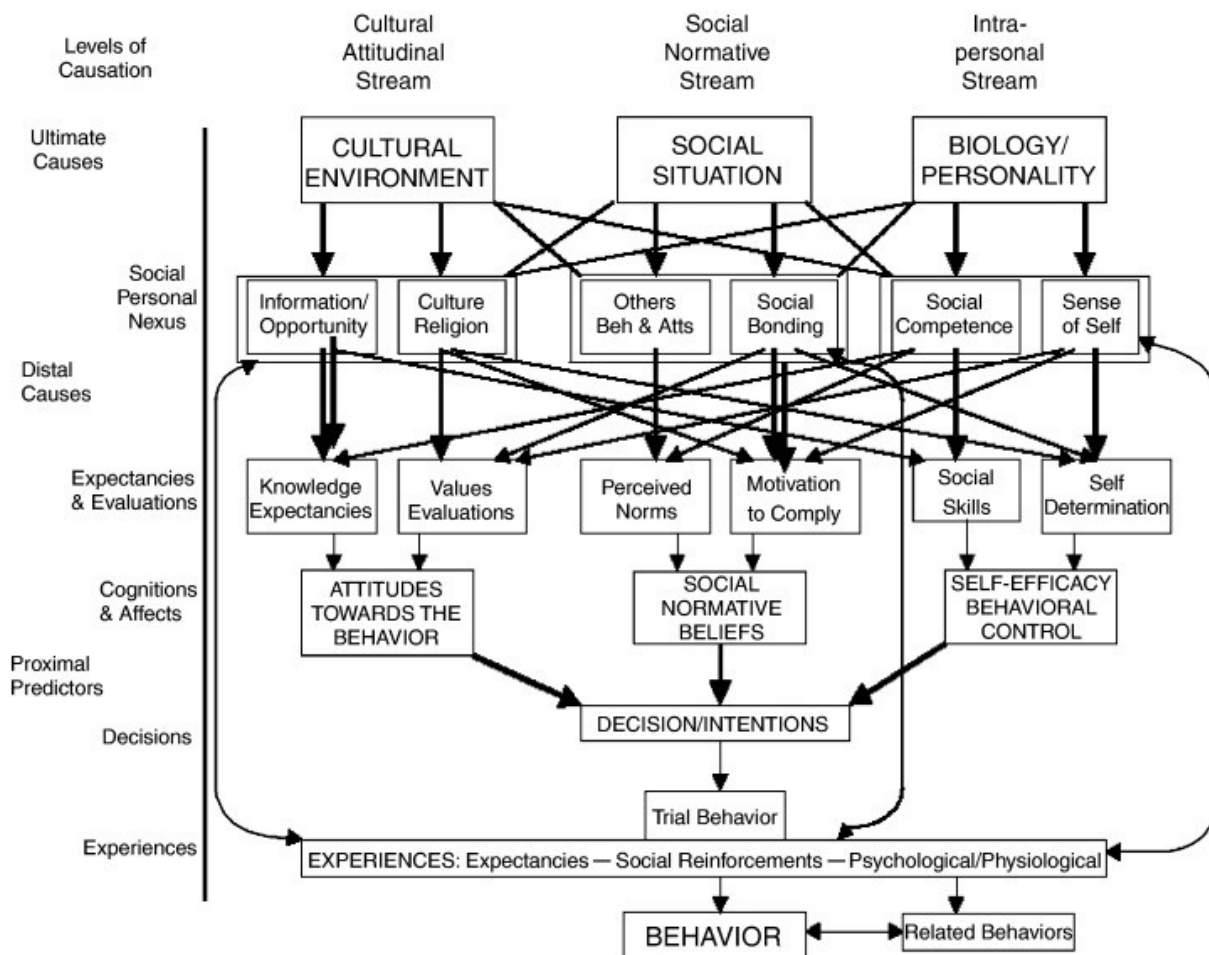 Levels of
Causation
Cultural
Attitudinal
Stream
Social
Normative
Stream
Intra-
personal
Stream
Ultimate
Causes
CULTURAL
ENVIRONMENT
SOCIAL
SITUATION
BIOLOGY/
PERSONALITY
Social
Personal
Nexus
Information/
Opportunity
Culture
Religion
Others
Beh & Atts
Social
Bonding
Social
Competence
Sense
of Self
Distal
Causes
Expectancies
& Evaluations
Knowledge
Expectancies
Values
Evaluations
Perceived
Norms
Motivation
to Comply
Social
Skills
Self
Determination
Cognitions
& Affects
ATTITUDES
TOWARDS THE
BEHAVIOR
SOCIAL
NORMATIVE
BELIEFS
SELF-EFFICACY
BEHAVIORAL
CONTROL
Proximal
Predictors
Decisions
DECISION/INTENTIONS
Trial Behavior
Experiences
EXPERIENCES: Expectancies — Social Reinforcements — Psychological/Physiological
BEHAVIOR
Related Behaviors